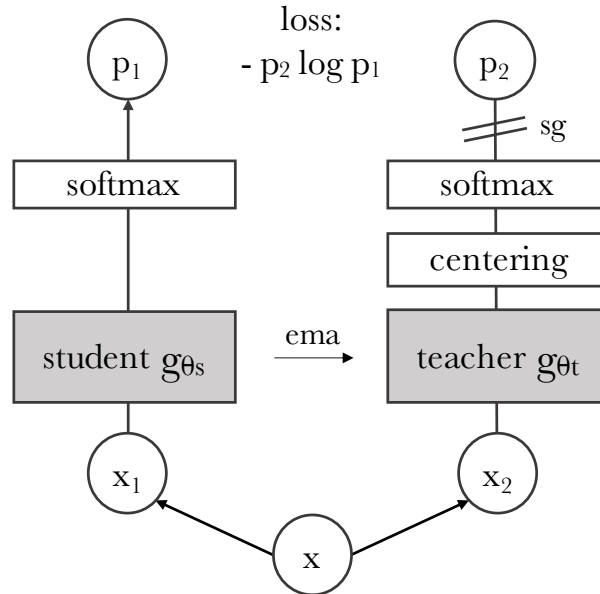 loss:
p₁
- p₂ log p₁
p₂
sg
softmax
softmax
centering
ema
student gθs
teacher gθt
x₁
x₂
x